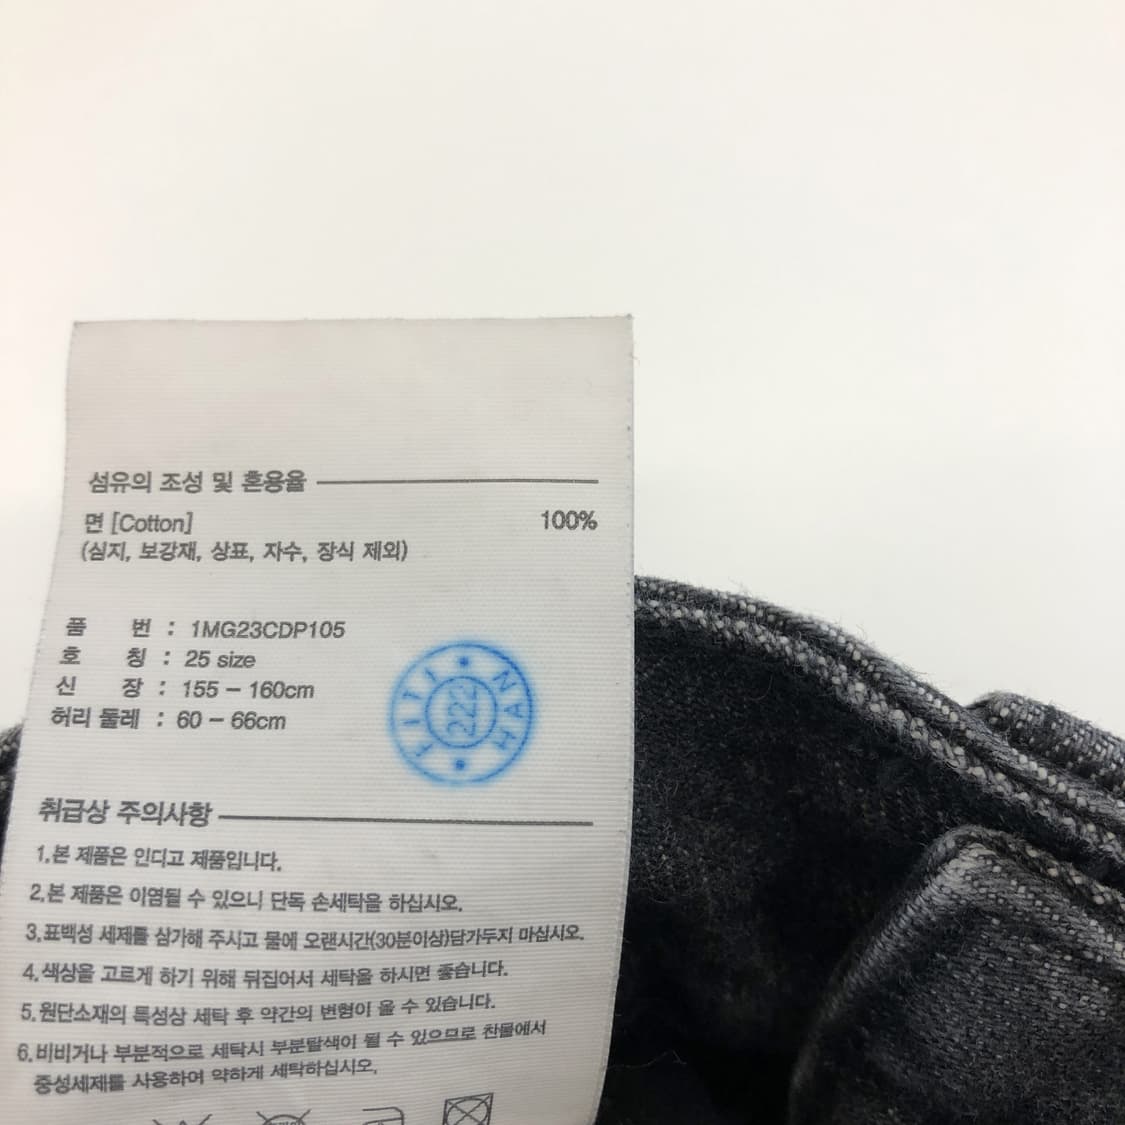 섬유의 조성 및 혼용율
면 [Cotton] 100%
(심지, 보강재, 상표, 자수, 장식 제외)
품 번 : 1MG23CDP105
호 칭 : 25 size
신 장 : 155 – 160cm
허리 둘레 : 60 – 66cm
FITI
222
HAN
취급상 주의사항
1.본 제품은 인디고 제품입니다.
2.본 제품은 이염될 수 있으니 단독 손세탁을 하십시오.
3.표백성 세제를 삼가해 주시고 물에 오랜시간(30분이상)담가두지 마십시오.
4.색상을 고르게 하기 위해 뒤집어서 세탁을 하시면 좋습니다.
5.원단소재의 특성상 세탁 후 약간의 변형이 올 수 있습니다.
6.비비거나 부분적으로 세탁시 부분탈색이 될 수 있으므로 찬물에서
중성세제를 사용하여 약하게 세탁하십시오.